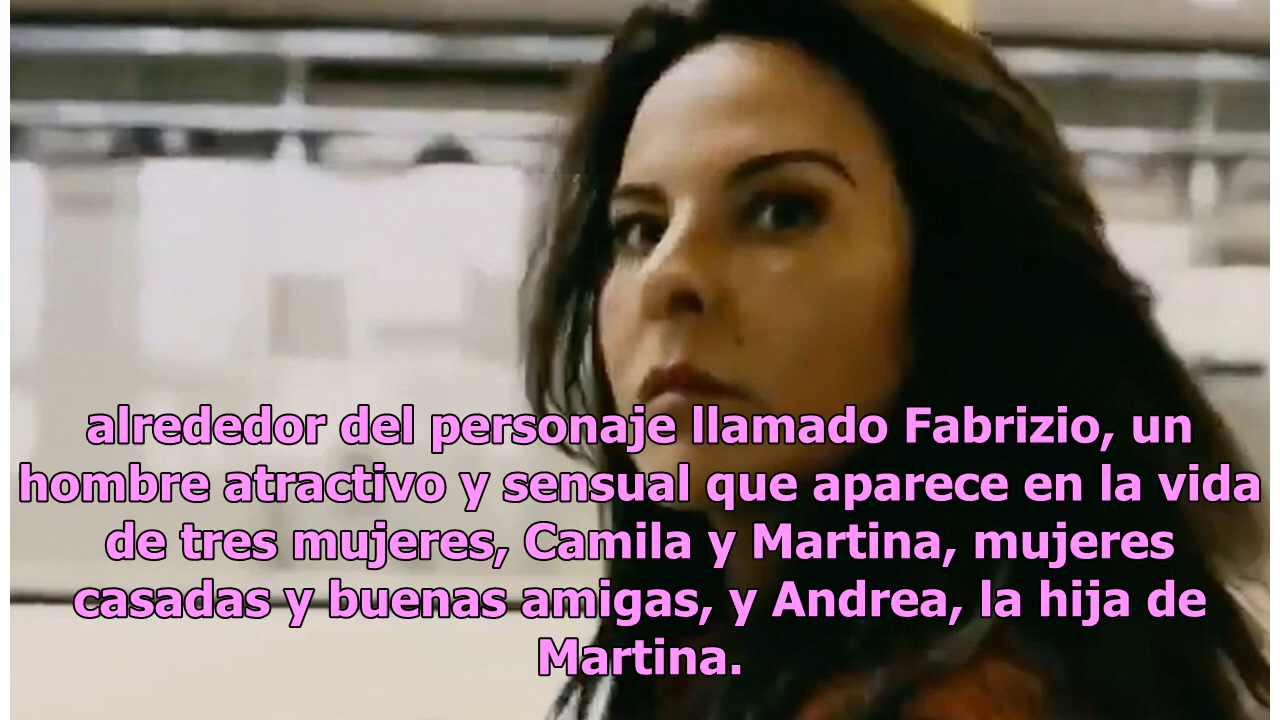 alrededor del personaje llamado Fabrizio, un
hombre atractivo y sensual que aparece en la vida
de tres mujeres, Camila y Martina, mujeres
casadas y buenas amigas, y Andrea, la hija de
Martina.